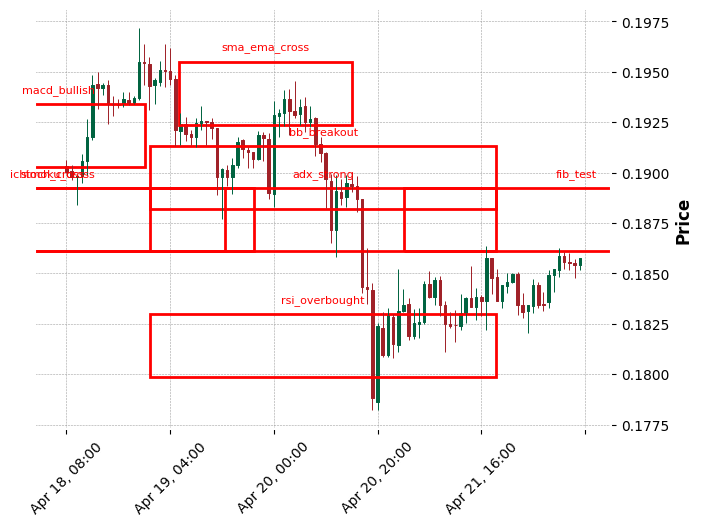 sma_ema_cross
macd_bullish
bb_breakout
adx_strong
fib_test
rsi_overbought
0.1975
0.1950
0.1925
0.1900
0.1875
0.1850
0.1825
0.1800
0.1775
Price
Apr 18, 08:00
Apr 19, 04:00
Apr 20, 00:00
Apr 20, 20:00
Apr 21, 16:00